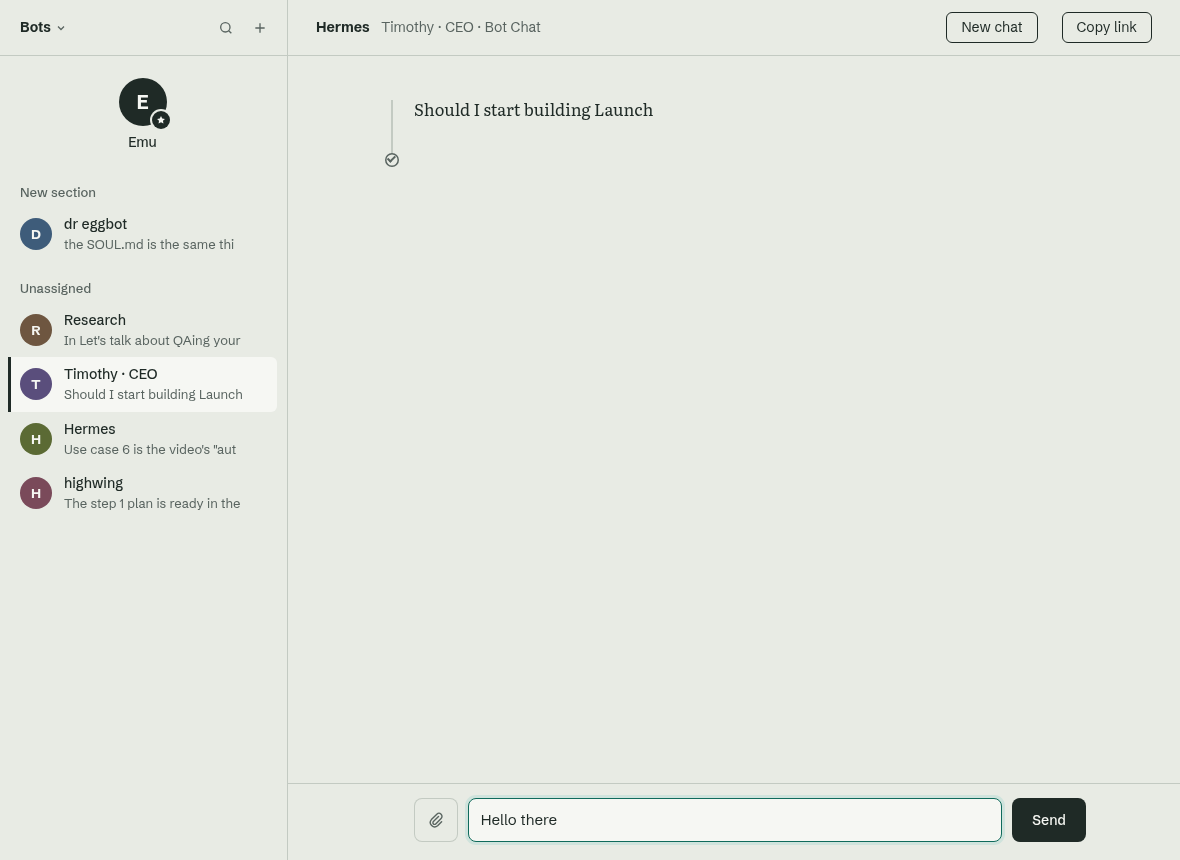 Bots
Hermes Timothy · CEO · Bot Chat
New chat
Copy link
E
Emu
New section
D
dr eggbot
the SOUL.md is the same thi
Unassigned
R
Research
In Let's talk about QAing your
T
Timothy · CEO
Should I start building Launch
H
Hermes
Use case 6 is the video's "aut
H
highwing
The step 1 plan is ready in the
Should I start building Launch
Hello there
Send